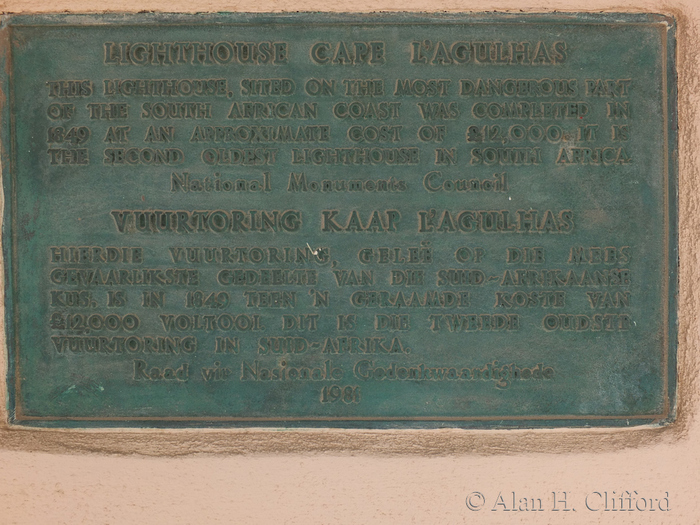 LIGHTHOUSE CAPE L'AGULHAS
THIS LIGHTHOUSE, SITED ON THE MOST DANGEROUS PART
OF THE SOUTH AFRICAN COAST WAS COMPLETED IN
1849 AT AN APPROXIMATE COST OF £12,000. IT IS
THE SECOND OLDEST LIGHTHOUSE IN SOUTH AFRICA.
National Monuments Council
VUURTORING KAAP L'AGULHAS
HIERDIE VUURTORING, GELEË OP DIE MEES
GEVAARLIKSTE GEDEELTE VAN DIE SUID-AFRIKAANSE
KUS, IS IN 1849 TEEN 'N GERAAMDE KOSTE VAN
£12000 VOLTOOI. DIT IS DIE TWEEDE OUDSTE
VUURTORING IN SUID-AFRIKA.
Raad vir Nasionale Gedenkwaardighede
1981
© Alan H. Clifford